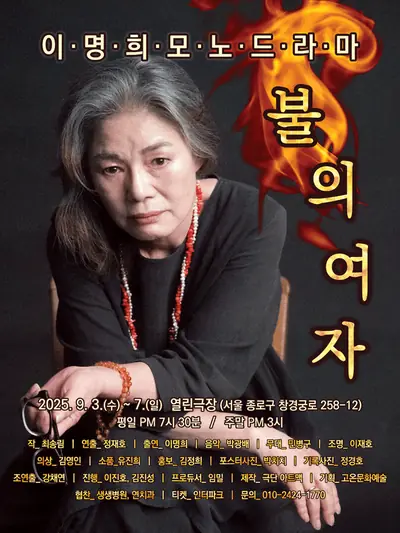 이·명·희·모·노·드·라·마
불의여자
2025. 9. 3.(수) ~ 7.(일) 열린극장 (서울 종로구 창경궁로 258-12)
평일 PM 7시 30분 / 주말 PM 3시
작_ 최송림 | 연출_ 정재호 | 출연_ 이명희 | 음악_ 박광배 | 무대_ 민병구 | 조명_ 이재호
의상_ 김영인 | 소품_ 유진희 | 홍보_ 김정희 | 포스터사진_ 박처지 | 기록사진_ 정경호
조연출_ 강채연 | 진행_ 이진호, 김진성 | 프로듀서_ 임밀 | 제작_ 극단 아트맥 | 기획_ 고온문화예술
협찬_ 생생병원, 연치과 | 티켓_ 인터파크 | 문의_ 010-2424-1770